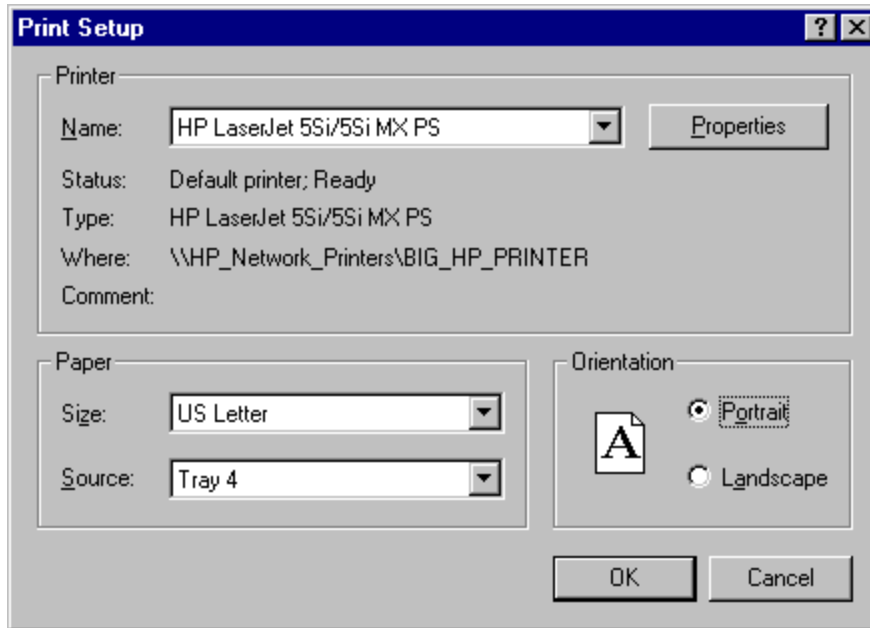 Print Setup
Printer
Name: HP LaserJet 5Si/5Si MX PS Properties
Status: Default printer; Ready
Type: HP LaserJet 5Si/5Si MX PS
Where: \\HP_Network_Printers\BIG_HP_PRINTER
Comment:
Paper
Size: US Letter
Source: Tray 4
Orientation
A
Portrait
Landscape
OK Cancel